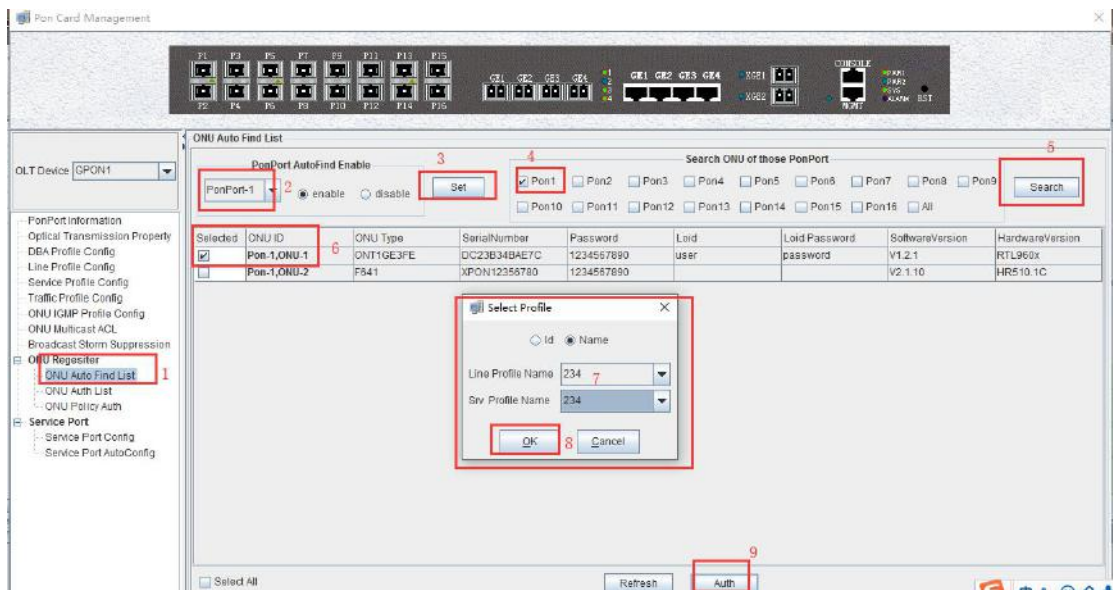 Pon Card Management
P1 P3 P5 P7 P9 P11 P13 P15
P2 P4 P6 P8 P10 P12 P14 P16
GE1 GE2 GE3 GE4
1
2
3
4
GE1 GE2 GE3 GE4
XGE1
XGE2
CONSOLE
MGMT
PWR1
PWR2
SYS
ALARM
RST
OLT Device GPON1
PonPort Information
Optical Transmission Property
DBA Profile Config
Line Profile Config
Service Profile Config
Traffic Profile Config
ONU IGMP Profile Config
ONU Multicast ACL
Broadcast Storm Suppression
ONU Regesiter
ONU Auto Find List 1
ONU Auth List
ONU Policy Auth
Service Port
Service Port Config
Service Port AutoConfig
ONU Auto Find List
PonPort AutoFind Enable
PonPort-1 2 enable disable
3
Set
4
Search ONU of those PonPort
Pon1 Pon2 Pon3 Pon4 Pon5 Pon6 Pon7 Pon8 Pon9
Pon10 Pon11 Pon12 Pon13 Pon14 Pon15 Pon16 All
5
Search
Selected ONU ID ONU Type SerialNumber Password Loid Loid Password SoftwareVersion HardwareVersion
6
Pon-1,ONU-1 ONT1GE3FE DC23B34BAE7C 1234567890 user password V1.2.1 RTL960x
Pon-1,ONU-2 F641 XPON12356780 1234567890 V2.1.10 HR510.1C
Select Profile
Id Name
Line Profile Name 234 7
Srv Profile Name 234
OK 8 Cancel
9
Select All Refresh Auth